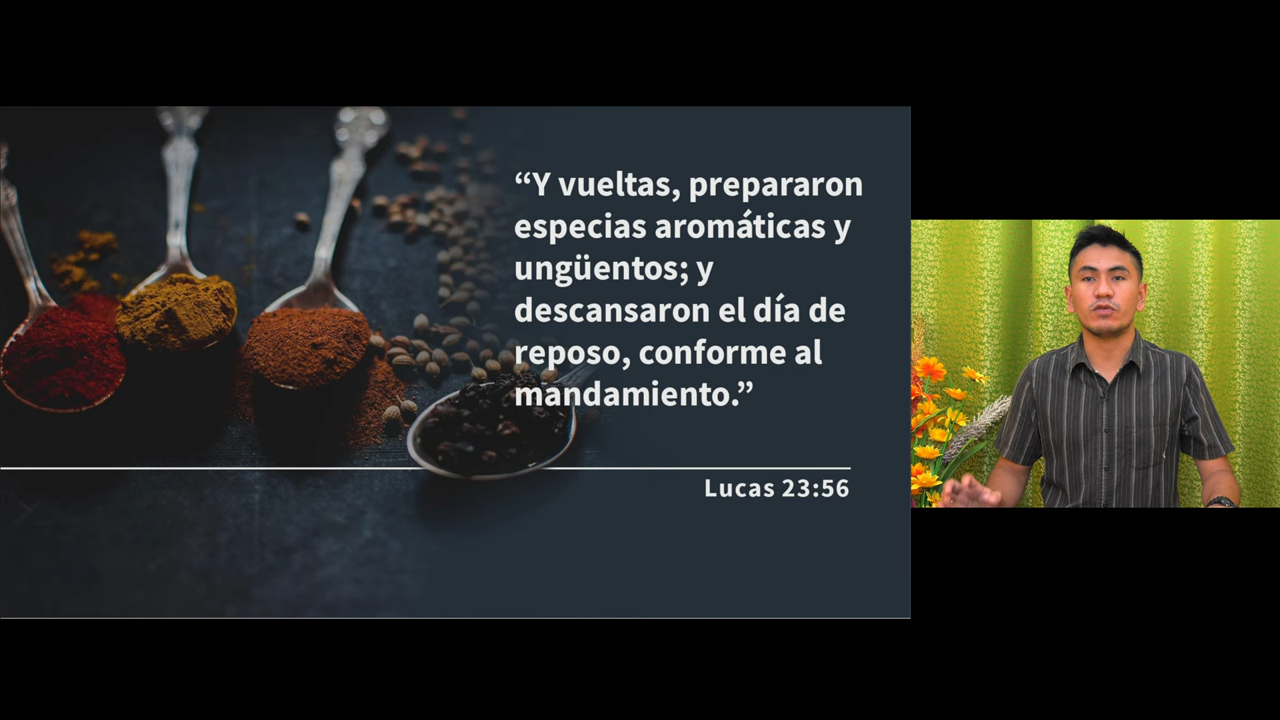 “Y vueltas, prepararon
especias aromáticas y
ungüentos; y
descansaron el día de
reposo, conforme al
mandamiento.”
Lucas 23:56